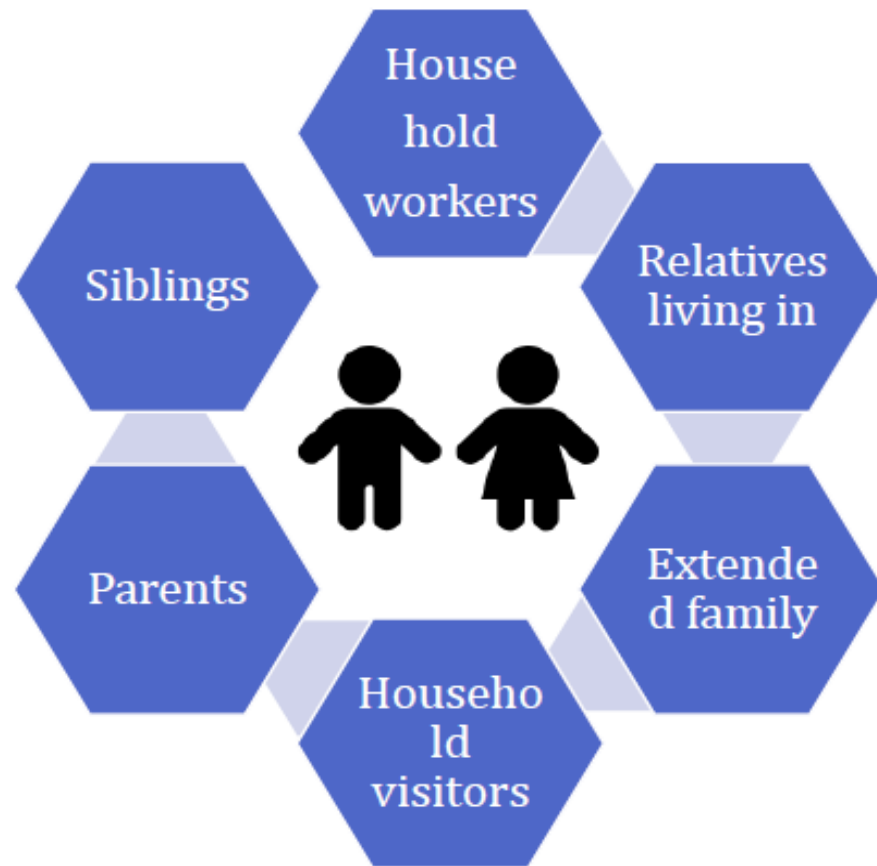 House
hold
workers
Relatives
living in
Extende
d family
Househo
ld
visitors
Parents
Siblings